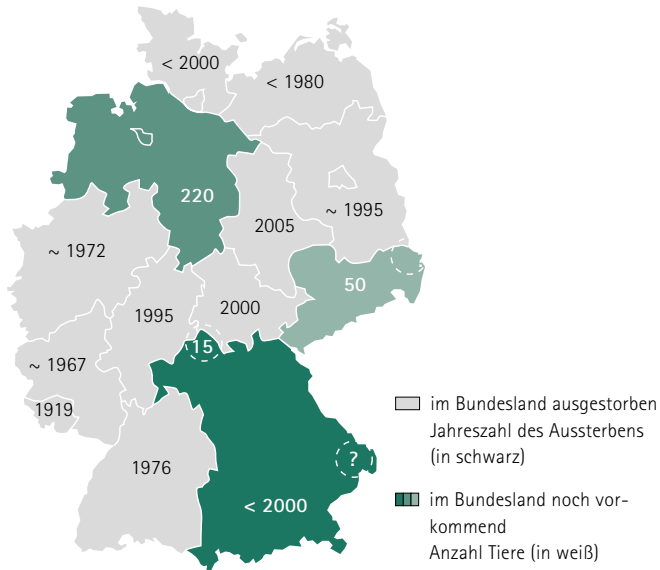 < 2000
< 1980
220
~ 1995
2005
~ 1972
50
2000
1995
15
~ 1967
1919
1976
?
< 2000
im Bundesland ausgestorben
Jahreszahl des Aussterbens
(in schwarz)
im Bundesland noch vor-
kommend
Anzahl Tiere (in weiß)